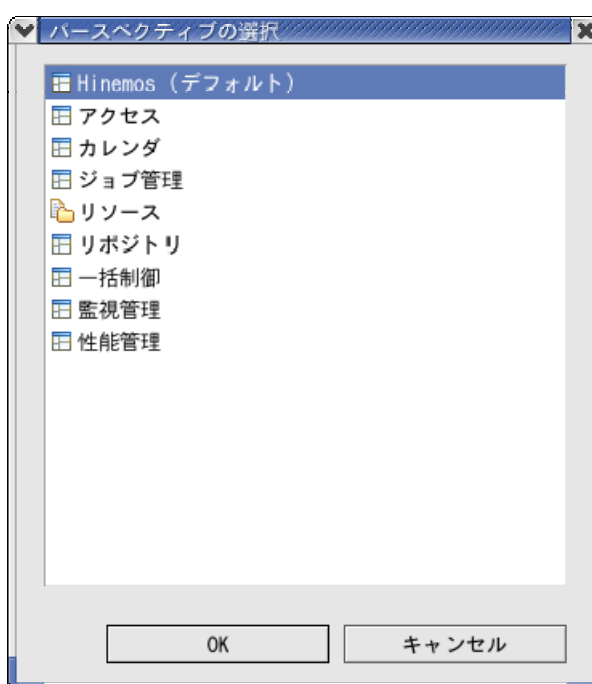 パースペクティブの選択
Hinemos (デフォルト)
アクセス
カレンダ
ジョブ管理
リソース
リポジトリ
一括制御
監視管理
性能管理
OK キャンセル